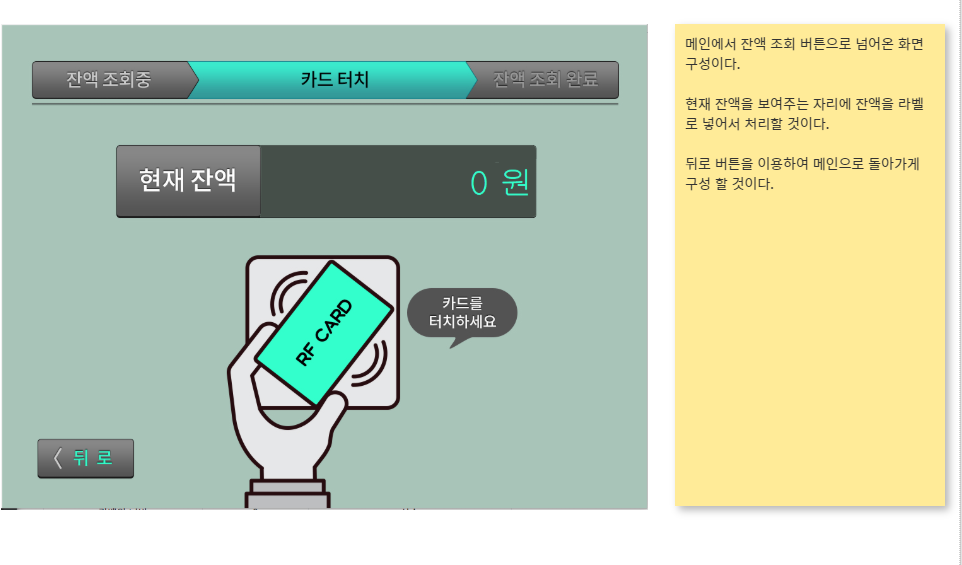 잔액 조회중
카드 터치
잔액 조회 완료
현재 잔액
0 원
RF CARD
카드를
터치하세요
〈 뒤 로
메인에서 잔액 조회 버튼으로 넘어온 화면
구성이다.
현재 잔액을 보여주는 자리에 잔액을 라벨
로 넣어서 처리할 것이다.
뒤로 버튼을 이용하여 메인으로 돌아가게
구성 할 것이다.